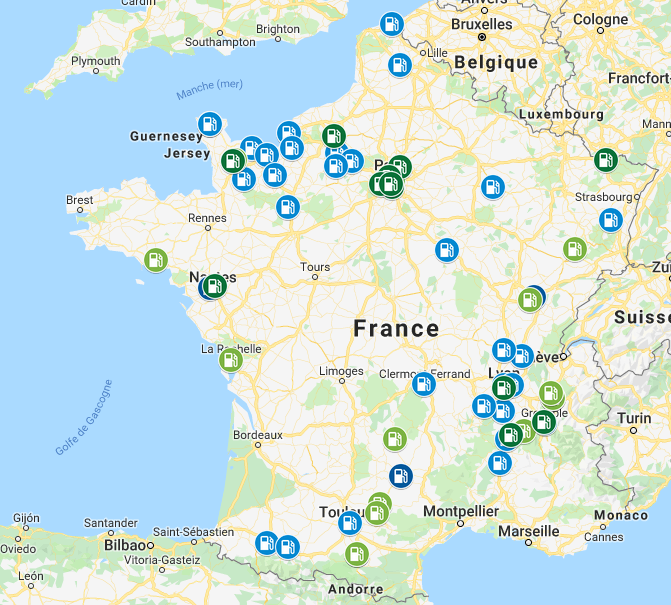 Cardiff
Anvers
Brighton
Southampton
Plymouth
Bruxelles
Cologne
Lille
Belgique
Francfort-
Manche (mer)
Luxembourg
Guernesey
Jersey
Mann
Strasbourg
Brest
Rennes
Nantes
Tours
Zu
France
Suisse
La Rochelle
Limoges
Clermont-Ferrand
Lyon
Genève
Grenoble
Turin
Golfe de Gascogne
Bordeaux
Toulou
Montpellier
Marseille
Monaco
Cannes
Gijón
Oviedo
Santander
Bilbao
Saint-Sébastien
Vitoria-Gasteiz
León
Andorre